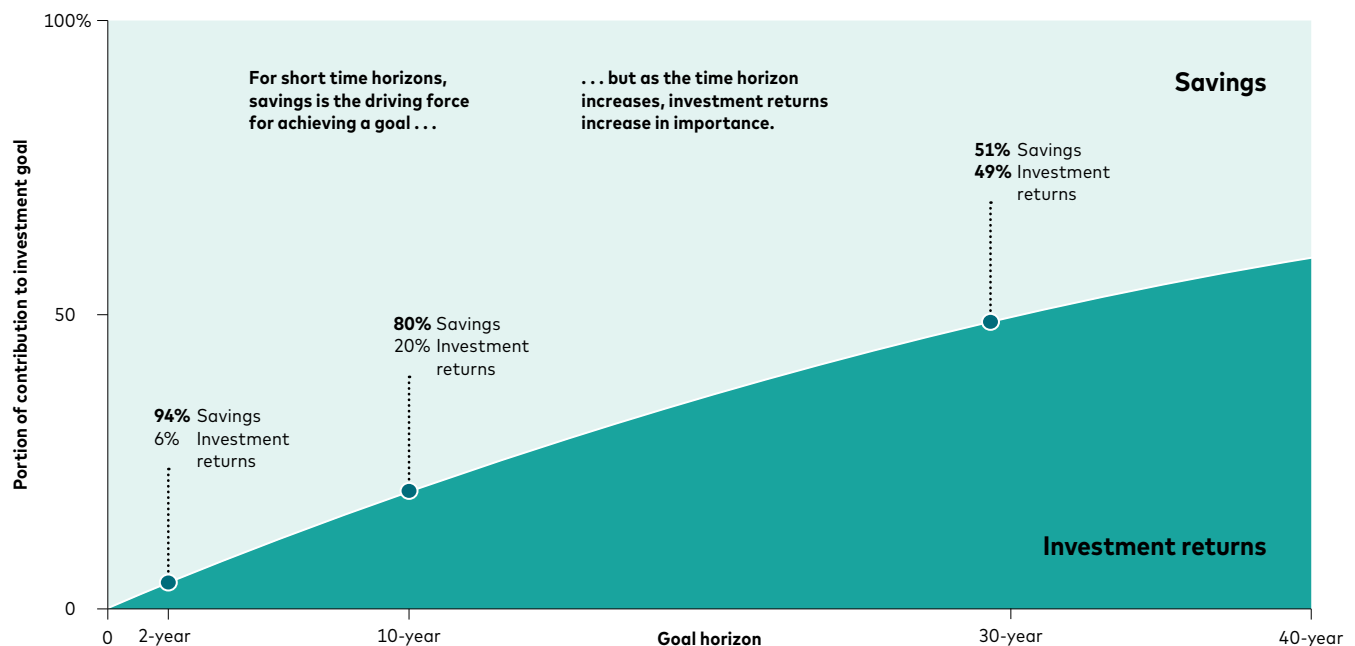 100%
For short time horizons,
savings is the driving force
for achieving a goal . . .
. . . but as the time horizon
increases, investment returns
increase in importance.
Savings
51% Savings
49% Investment
returns
Portion of contribution to investment goal
50
80% Savings
20% Investment
returns
94% Savings
6% Investment
returns
Investment returns
0
0
2-year
10-year
Goal horizon
30-year
40-year